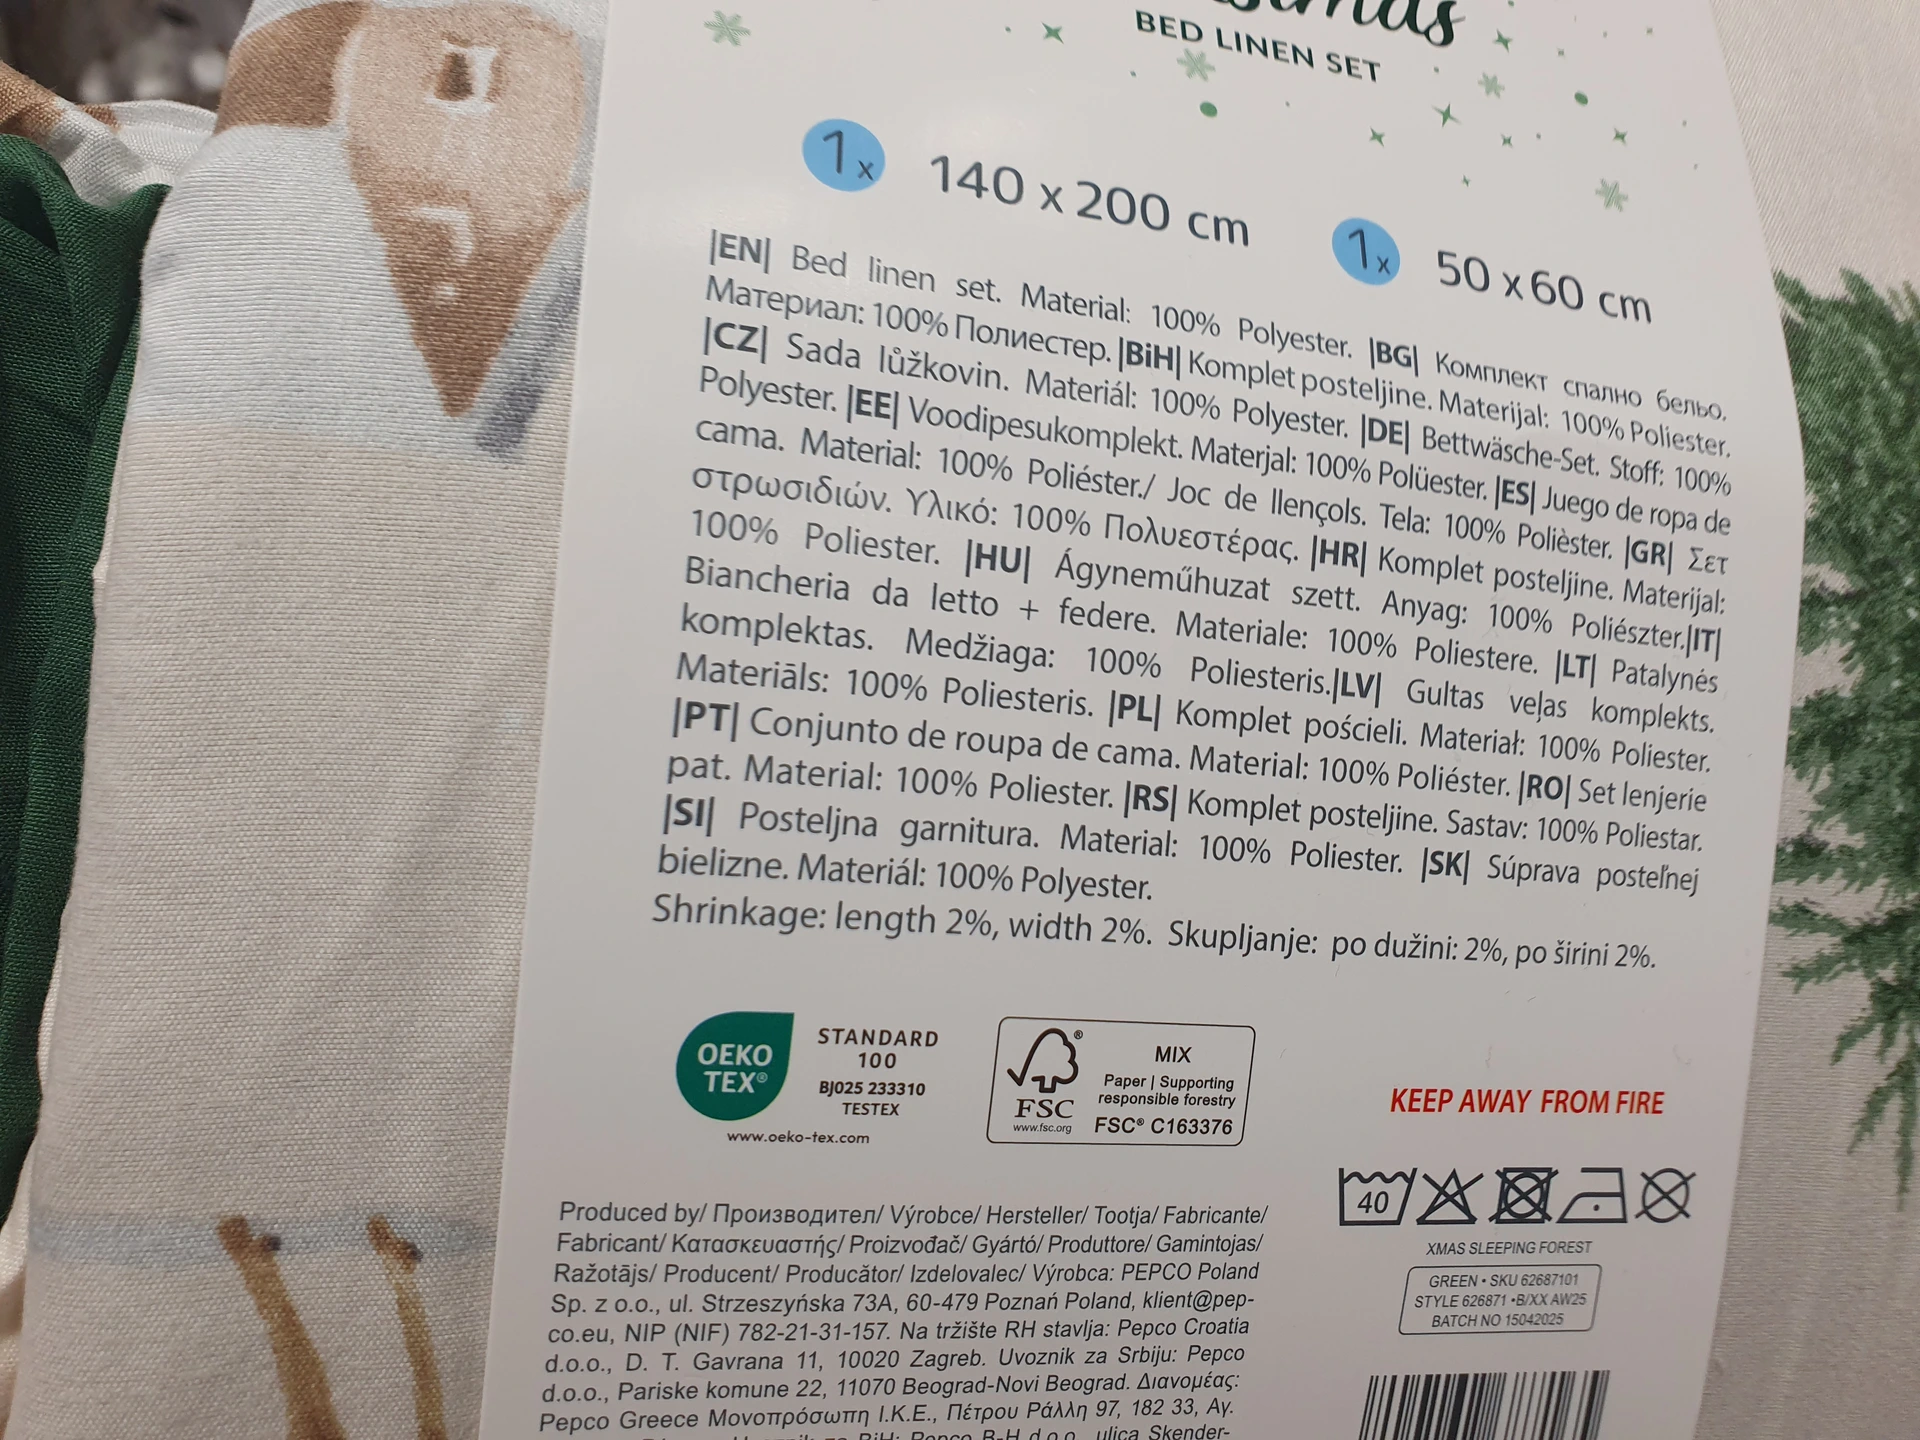 BED LINEN SET
1x 140 x 200 cm 1x 50 x 60 cm
|EN| Bed linen set. Material: 100% Polyester. |BG| Комплект спално бельо.
Материал: 100% Полиестер. |BiH| Komplet posteljine. Materijal: 100% Poliester.
|CZ| Sada lůžkovin. Materiál: 100% Polyester. |DE| Bettwäsche-Set. Stoff: 100%
Polyester. |EE| Voodipesukomplekt. Materjal: 100% Polüester. |ES| Juego de ropa de
cama. Material: 100% Poliéster./ Joc de llençols. Tela: 100% Polièster. |GR| Σετ
στρωσιδιών. Υλικό: 100% Πολυεστέρας. |HR| Komplet posteljine. Materijal:
100% Poliester. |HU| Ágyneműhuzat szett. Anyag: 100% Poliészter.|IT|
Biancheria da letto + federe. Materiale: 100% Poliestere. |LT| Patalynės
komplektas. Medžiaga: 100% Poliesteris.|LV| Gultas veļas komplekts.
Materiāls: 100% Poliesteris. |PL| Komplet pościeli. Materiał: 100% Poliester.
|PT| Conjunto de roupa de cama. Material: 100% Poliéster. |RO| Set lenjerie
pat. Material: 100% Poliester. |RS| Komplet posteljine. Sastav: 100% Poliestar.
|SI| Posteljna garnitura. Material: 100% Poliester. |SK| Súprava posteľnej
bielizne. Materiál: 100% Polyester.
Shrinkage: length 2%, width 2%. Skupljanje: po dužini: 2%, po širini 2%.
OEKO
TEX®
STANDARD
100
BJ025 233310
TESTEX
www.oeko-tex.com
®
FSC
www.fsc.org
MIX
Paper | Supporting
responsible forestry
FSC® C163376
KEEP AWAY FROM FIRE
40
XMAS SLEEPING FOREST
GREEN • SKU 62687101
STYLE 626871 •B/XX AW25
BATCH NO 15042025
Produced by/ Производител/ Výrobce/ Hersteller/ Tootja/ Fabricante/
Fabricant/ Κατασκευαστής/ Proizvođač/ Gyártó/ Produttore/ Gamintojas/
Ražotājs/ Producent/ Producător/ Izdelovalec/ Výrobca: PEPCO Poland
Sp. z o.o., ul. Strzeszyńska 73A, 60-479 Poznań Poland, klient@pep-
co.eu, NIP (NIF) 782-21-31-157. Na tržište RH stavlja: Pepco Croatia
d.o.o., D. T. Gavrana 11, 10020 Zagreb. Uvoznik za Srbiju: Pepco
d.o.o., Pariske komune 22, 11070 Beograd-Novi Beograd. Διανομέας:
Pepco Greece Μονοπρόσωπη Ι.Κ.Ε., Πέτρου Ράλλη 97, 182 33, Αγ.
za BiH: Pepco B-H d.o.o., ulica Skender-